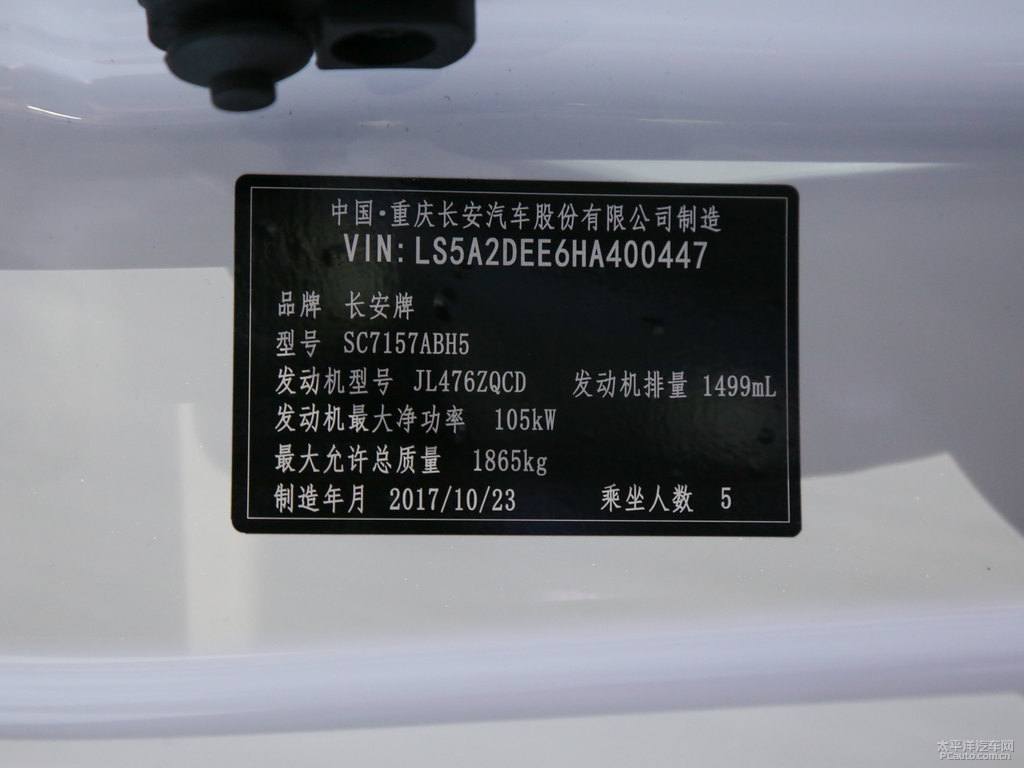 中国·重庆长安汽车股份有限公司制造
VIN: LS5A2DEE6HA400447
品牌 长安牌
型号 SC7157ABH5
发动机型号 JL476ZQCD 发动机排量 1499mL
发动机最大净功率 105kW
最大允许总质量 1865kg
制造年月 2017/10/23 乘坐人数 5
太平洋汽车网
PCauto.com.cn